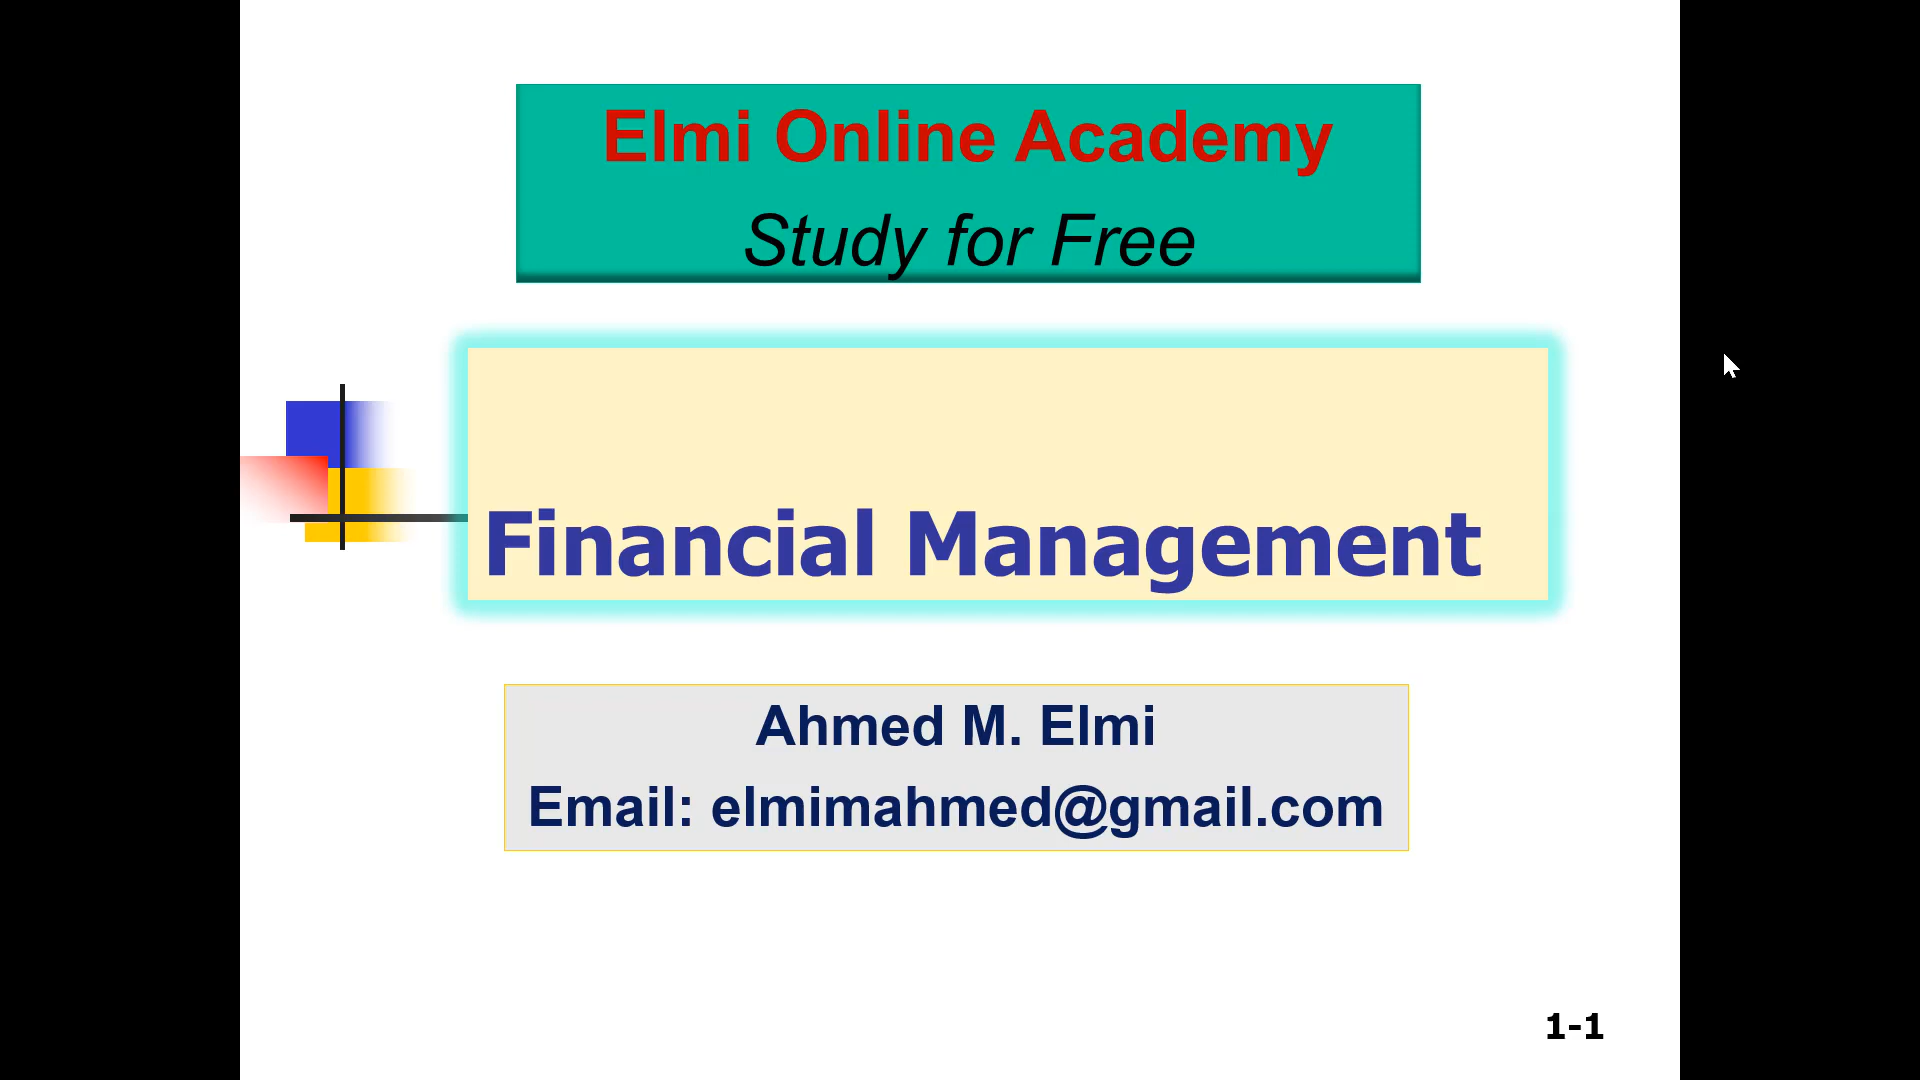 Elmi Online Academy
Study for Free
Financial Management
Ahmed M. Elmi
Email: elmimahmed@gmail.com
1-1